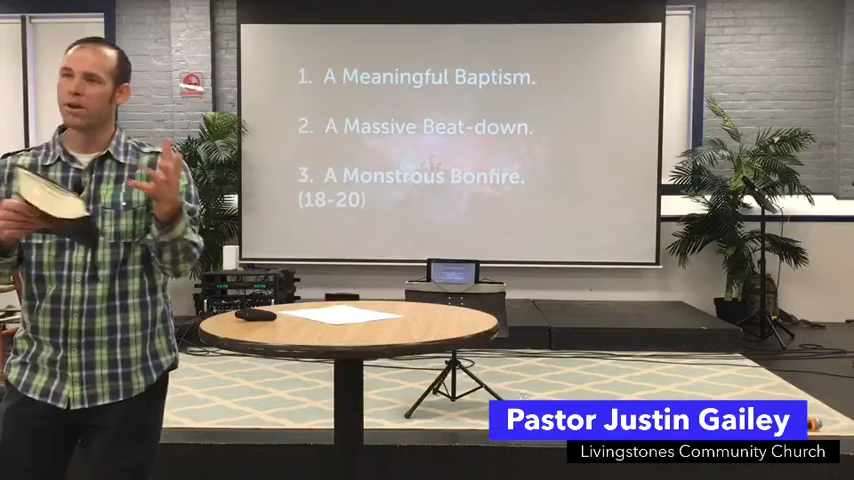 1. A Meaningful Baptism.
2. A Massive Beat-down.
3. A Monstrous Bonfire.
(18-20)
Pastor Justin Gailey
Livingstones Community Church